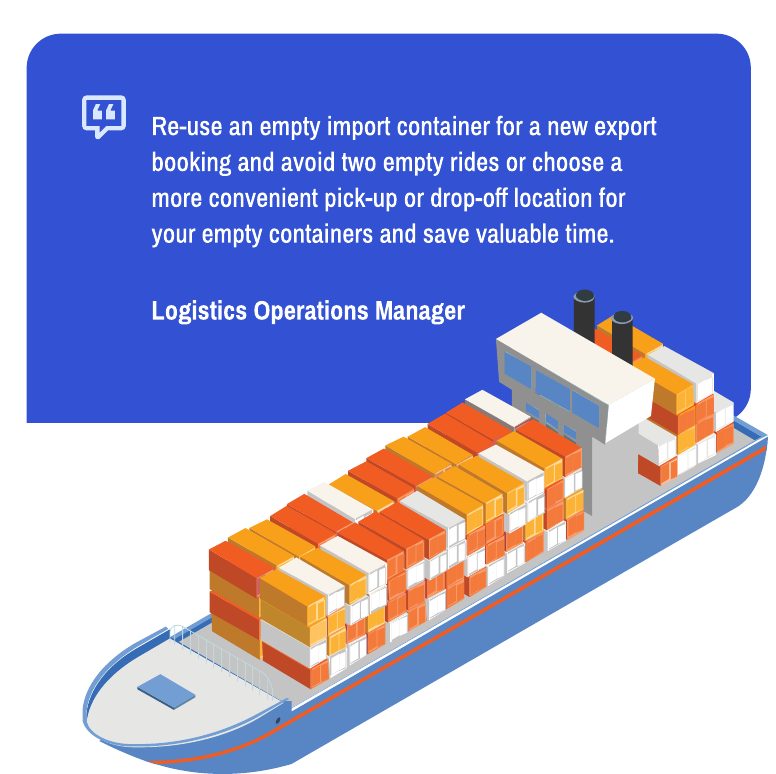 Re-use an empty import container for a new export
booking and avoid two empty rides or choose a
more convenient pick-up or drop-off location for
your empty containers and save valuable time.
Logistics Operations Manager